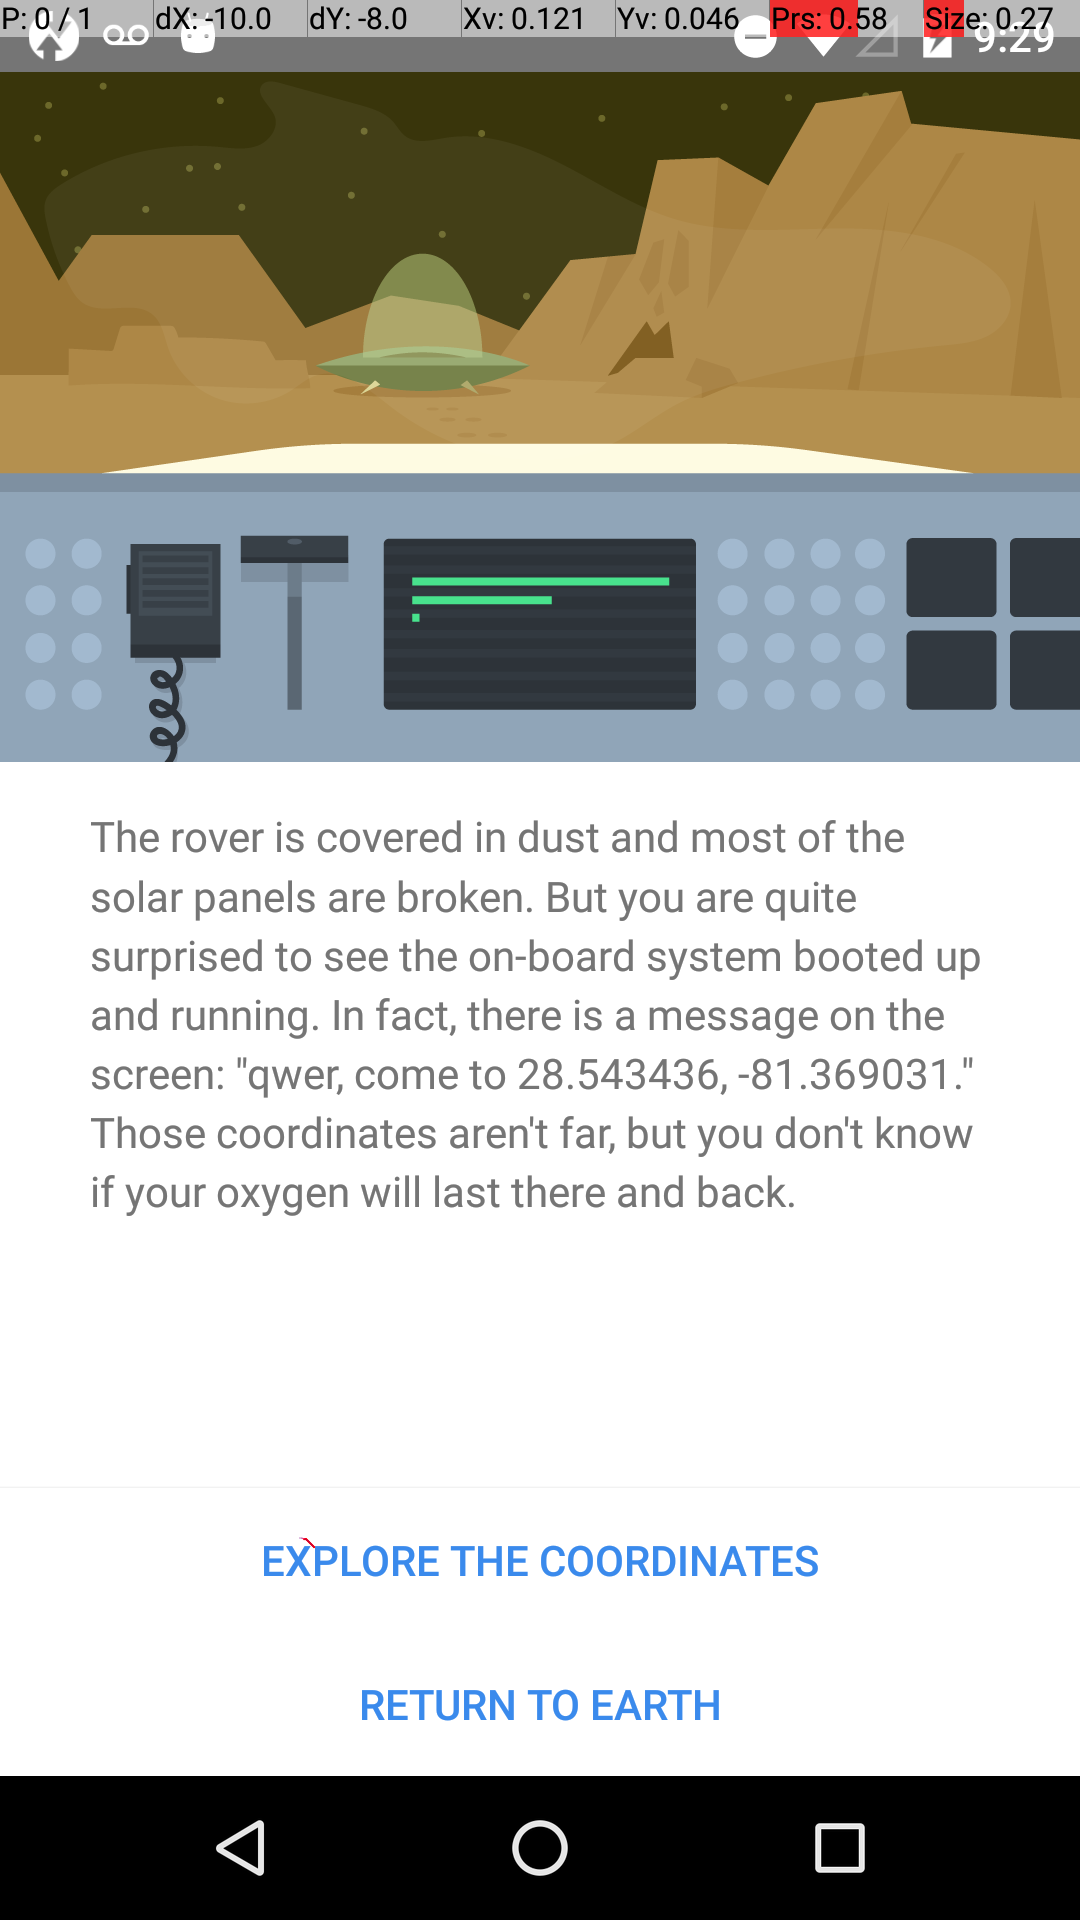 P: 0 / 1 dX: -10.0 dY: -8.0 Xv: 0.121 Yv: 0.046 Prs: 0.58 Size: 0.27
9:29
The rover is covered in dust and most of the
solar panels are broken. But you are quite
surprised to see the on-board system booted up
and running. In fact, there is a message on the
screen: "qwer, come to 28.543436, -81.369031."
Those coordinates aren't far, but you don't know
if your oxygen will last there and back.
EXPLORE THE COORDINATES
RETURN TO EARTH